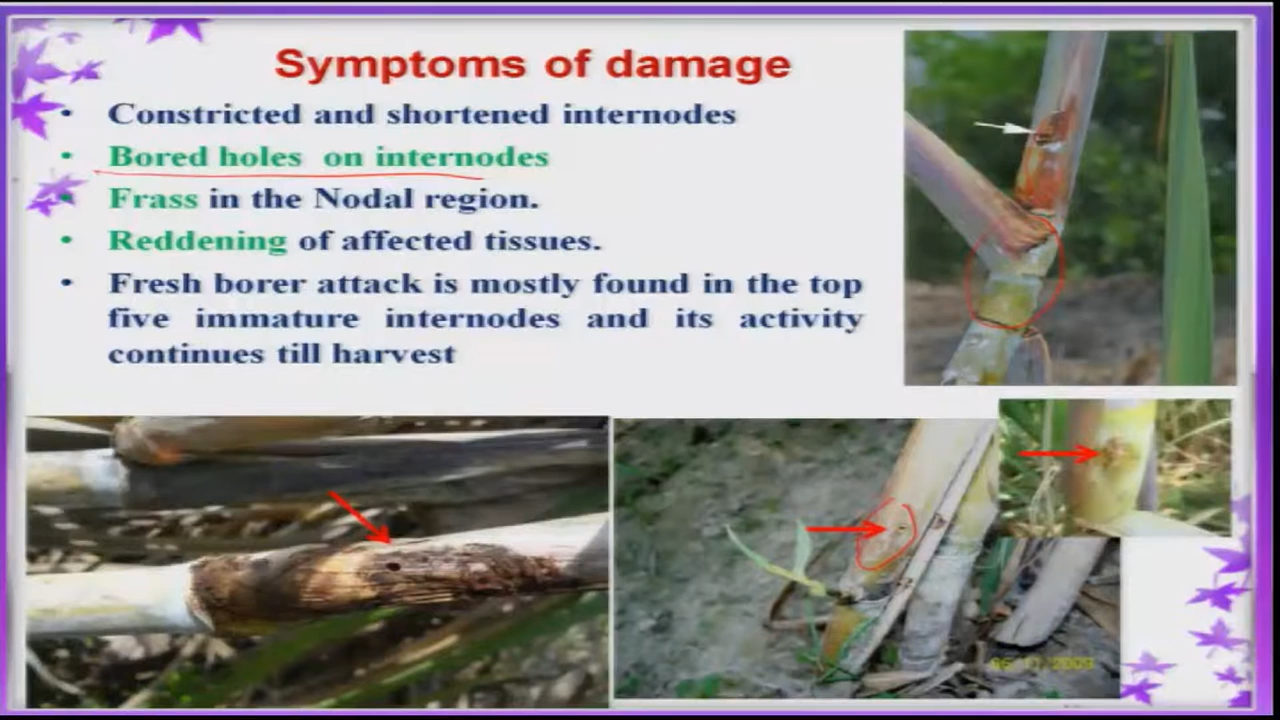 Symptoms of damage
• Constricted and shortened internodes
• Bored holes on internodes
• Frass in the Nodal region.
• Reddening of affected tissues.
• Fresh borer attack is mostly found in the top
five immature internodes and its activity
continues till harvest